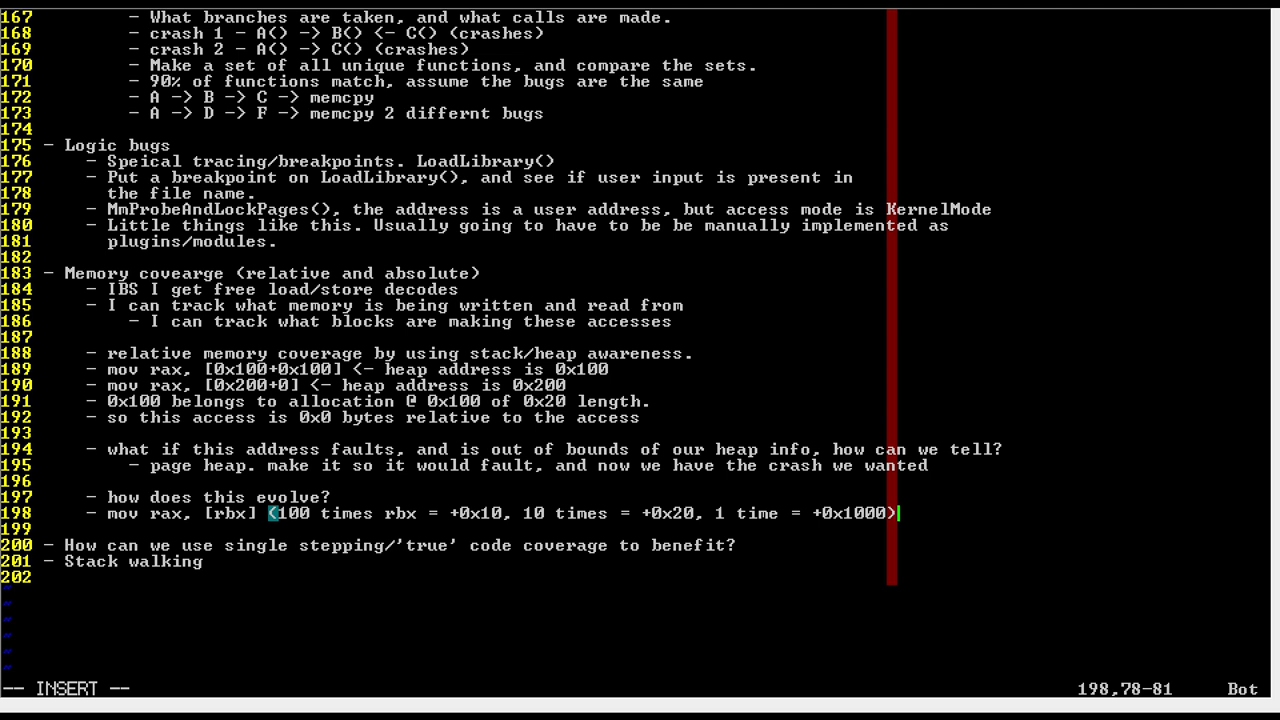 167         - What branches are taken, and what calls are made.
168         - crash 1 - A() -> B() <- C() (crashes)
169         - crash 2 - A() -> C() (crashes)
170         - Make a set of all unique functions, and compare the sets.
171         - 90% of functions match, assume the bugs are the same
172         - A -> B -> C -> memcpy
173         - A -> D -> F -> memcpy 2 differnt bugs
174
175 - Logic bugs
176     - Speical tracing/breakpoints. LoadLibrary()
177     - Put a breakpoint on LoadLibrary(), and see if user input is present in
178       the file name.
179     - MmProbeAndLockPages(), the address is a user address, but access mode is KernelMode
180     - Little things like this. Usually going to have to be be manually implemented as
181       plugins/modules.
182
183 - Memory covearge (relative and absolute)
184     - IBS I get free load/store decodes
185     - I can track what memory is being written and read from
186         - I can track what blocks are making these accesses
187
188     - relative memory coverage by using stack/heap awareness.
189     - mov rax, [0x100+0x100] <- heap address is 0x100
190     - mov rax, [0x200+0] <- heap address is 0x200
191     - 0x100 belongs to allocation @ 0x100 of 0x20 length.
192     - so this access is 0x0 bytes relative to the access
193
194     - what if this address faults, and is out of bounds of our heap info, how can we tell?
195         - page heap. make it so it would fault, and now we have the crash we wanted
196
197     - how does this evolve?
198     - mov rax, [rbx] (100 times rbx = +0x10, 10 times = +0x20, 1 time = +0x1000)
199
200 - How can we use single stepping/'true' code coverage to benefit?
201 - Stack walking
202
~
~
~
~
~
~
-- INSERT -- 198,78-81 Bot